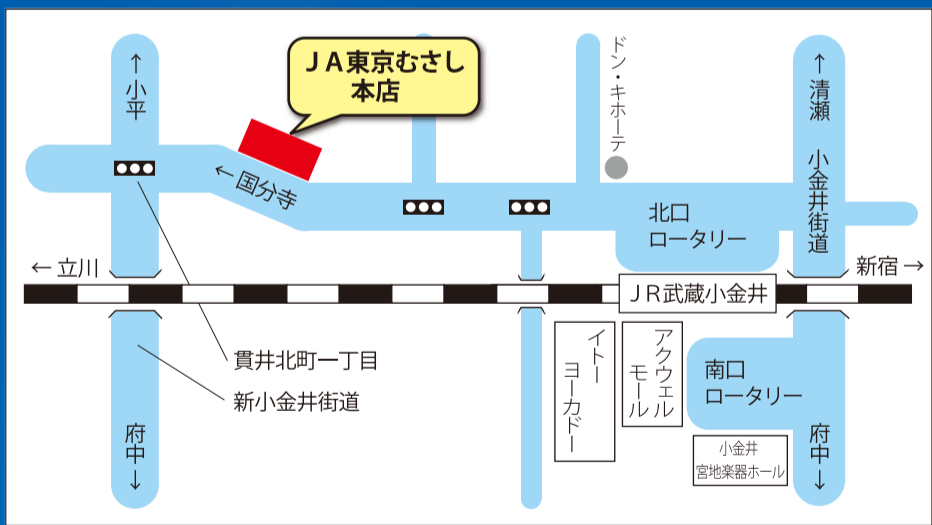 JA東京むさし
本店
ドン・キホーテ
↑小平
↑清瀬
小金井街道
←国分寺
北口
ロータリー
←立川
新宿→
JR武蔵小金井
イトー
ヨーカドー
アクウェル
モール
南口
ロータリー
貫井北町一丁目
新小金井街道
府中→
府中→
小金井
宮地楽器ホール